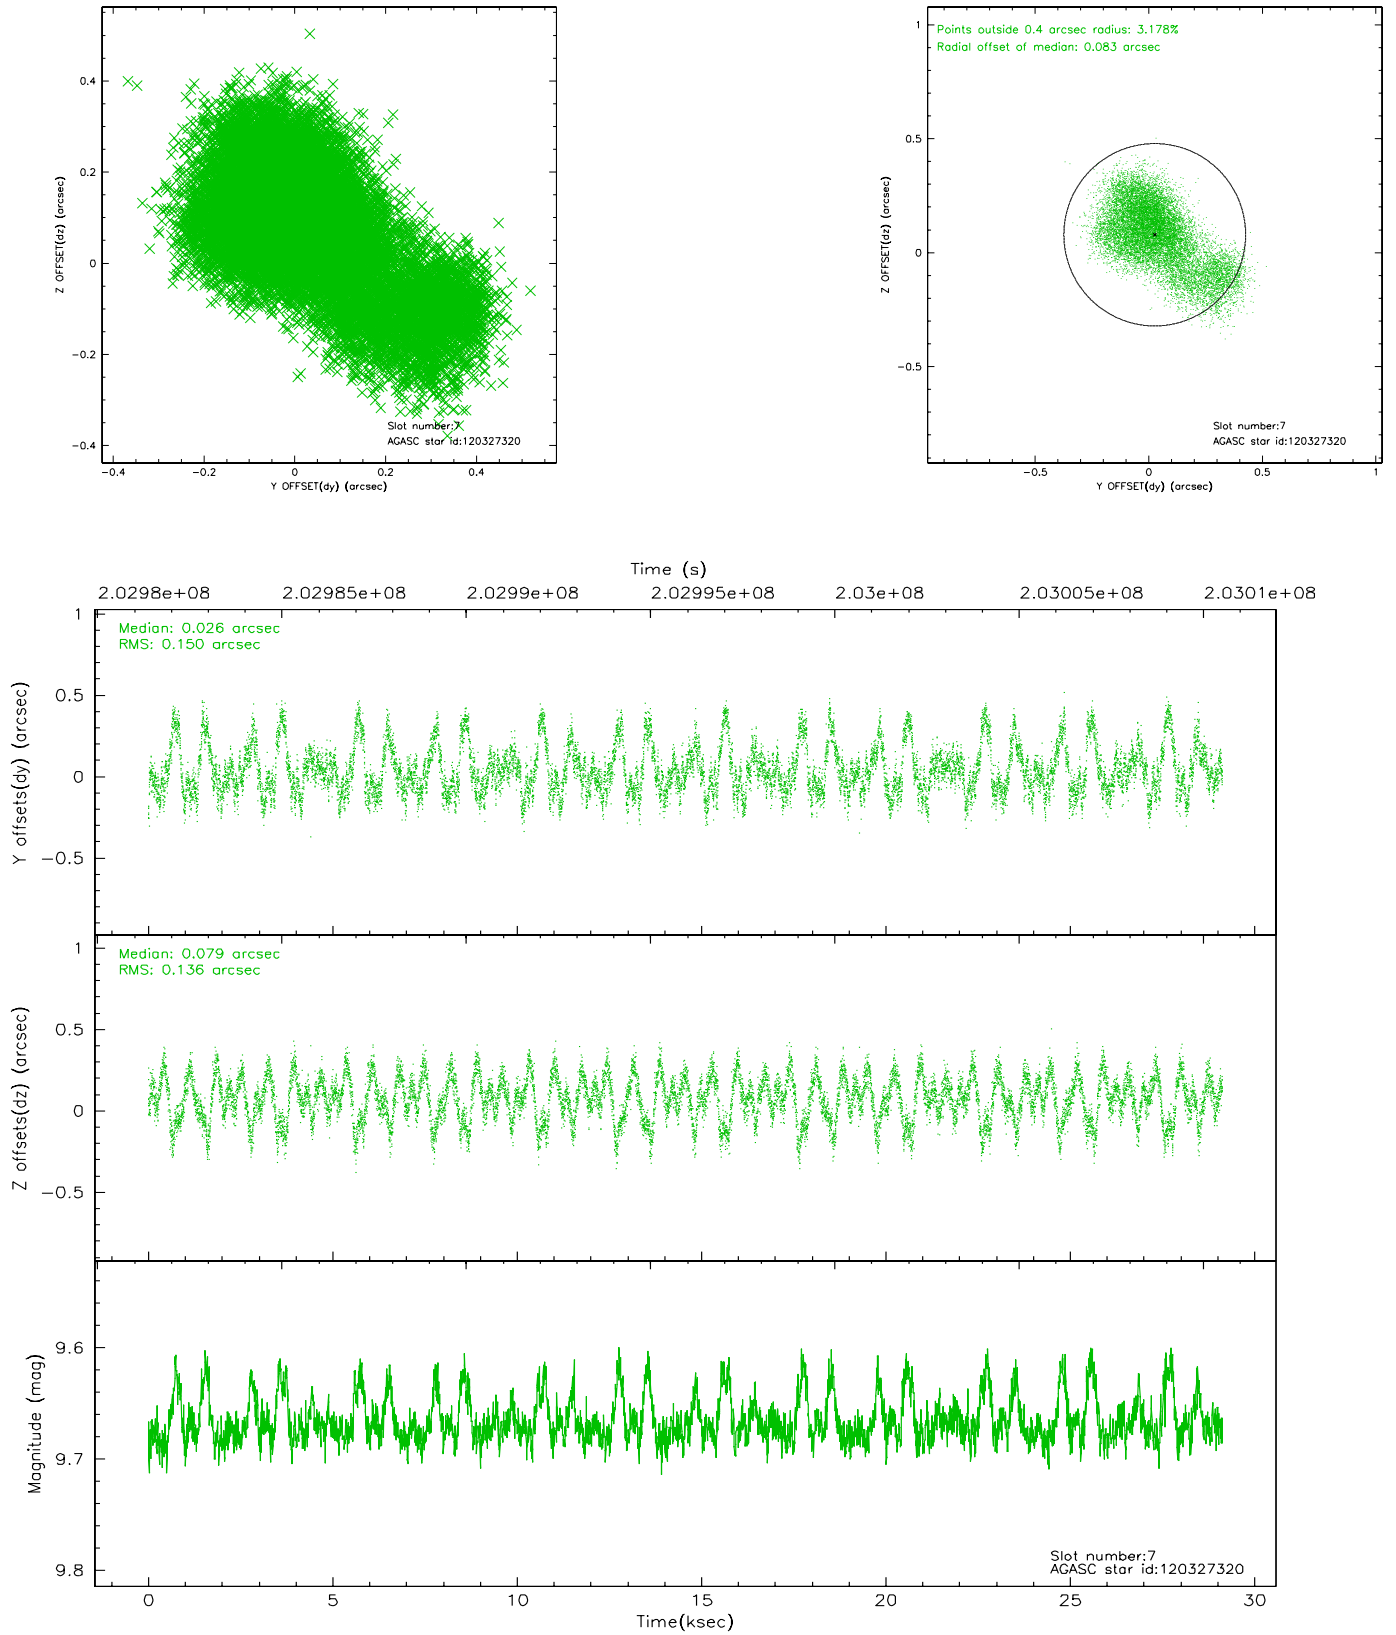 0.4
0.2
0
−0.2
−0.4
Z OFFSET(dz) (arcsec)
Slot number:7
AGASC star id:120327320
−0.4 −0.2 0 0.2 0.4
Y OFFSET(dy) (arcsec)
Points outside 0.4 arcsec radius: 3.178%
Radial offset of median: 0.083 arcsec
1
0.5
0
−0.5
Z OFFSET(dz) (arcsec)
Slot number:7
AGASC star id:120327320
−0.5 0 0.5 1
Y OFFSET(dy) (arcsec)
Time (s)
2.0298e+08 2.02985e+08 2.0299e+08 2.02995e+08 2.03e+08 2.03005e+08 2.0301e+08
Median: 0.026 arcsec
RMS: 0.150 arcsec
1
0.5
0
−0.5
Y offsets(dy) (arcsec)
Median: 0.079 arcsec
RMS: 0.136 arcsec
1
0.5
0
−0.5
Z offsets(dz) (arcsec)
9.6
9.7
9.8
Magnitude (mag)
Slot number:7
AGASC star id:120327320
0 5 10 15 20 25 30
Time(ksec)